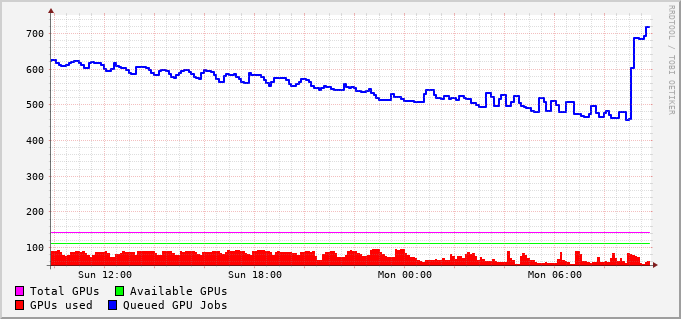 RRDTOOL / TOBI OETIKER
700
600
500
400
300
200
100
Sun 12:00 Sun 18:00 Mon 00:00 Mon 06:00
Total GPUs Available GPUs
GPUs used Queued GPU Jobs